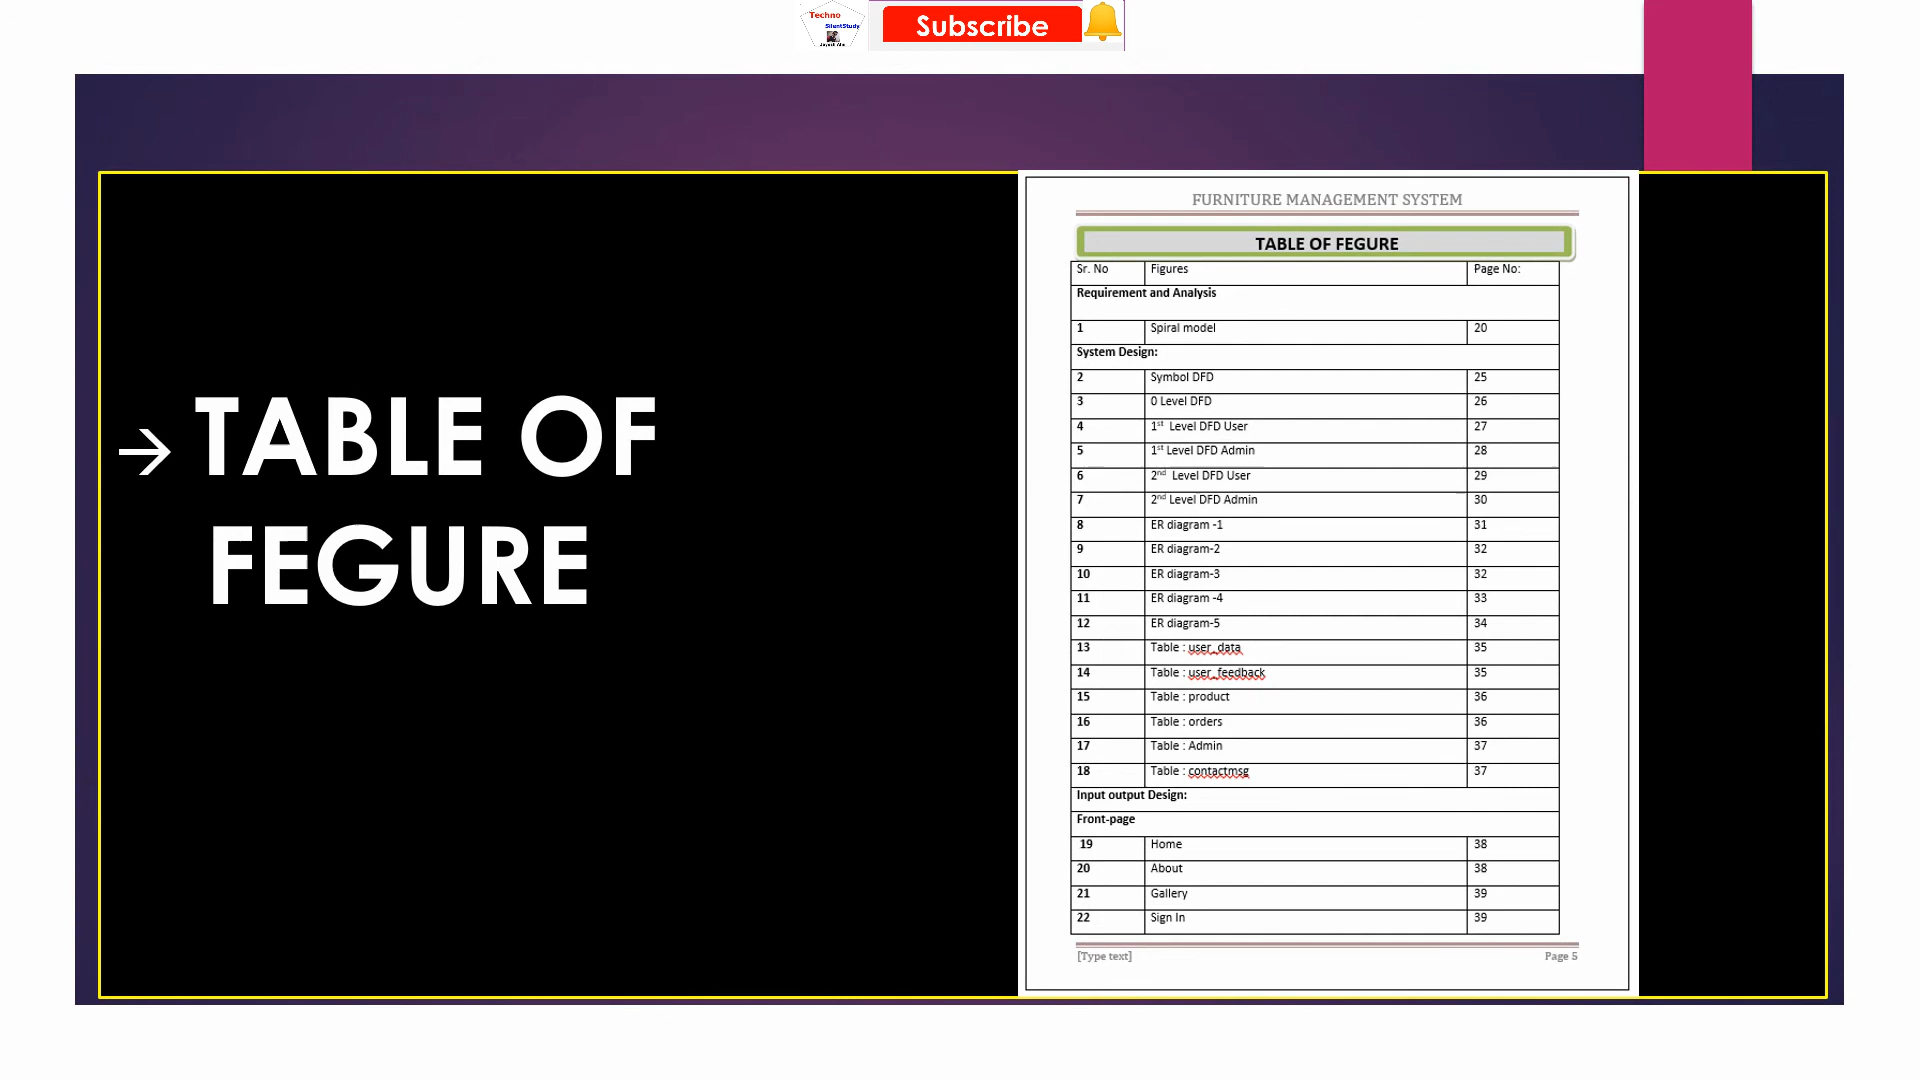 Techno
SilentStudy
Subscribe
→ TABLE OF
FEGURE
FURNITURE MANAGEMENT SYSTEM
TABLE OF FEGURE
Sr. No Figures Page No:
Requirement and Analysis
1 Spiral model 20
System Design:
2 Symbol DFD 25
3 0 Level DFD 26
4 1st Level DFD User 27
5 1st Level DFD Admin 28
6 2nd Level DFD User 29
7 2nd Level DFD Admin 30
8 ER diagram -1 31
9 ER diagram-2 32
10 ER diagram-3 32
11 ER diagram -4 33
12 ER diagram-5 34
13 Table : user_data 35
14 Table : user_feedback 35
15 Table : product 36
16 Table : orders 36
17 Table : Admin 37
18 Table : contactmsg 37
Input output Design:
Front-page
19 Home 38
20 About 38
21 Gallery 39
22 Sign In 39
[Type text] Page 5